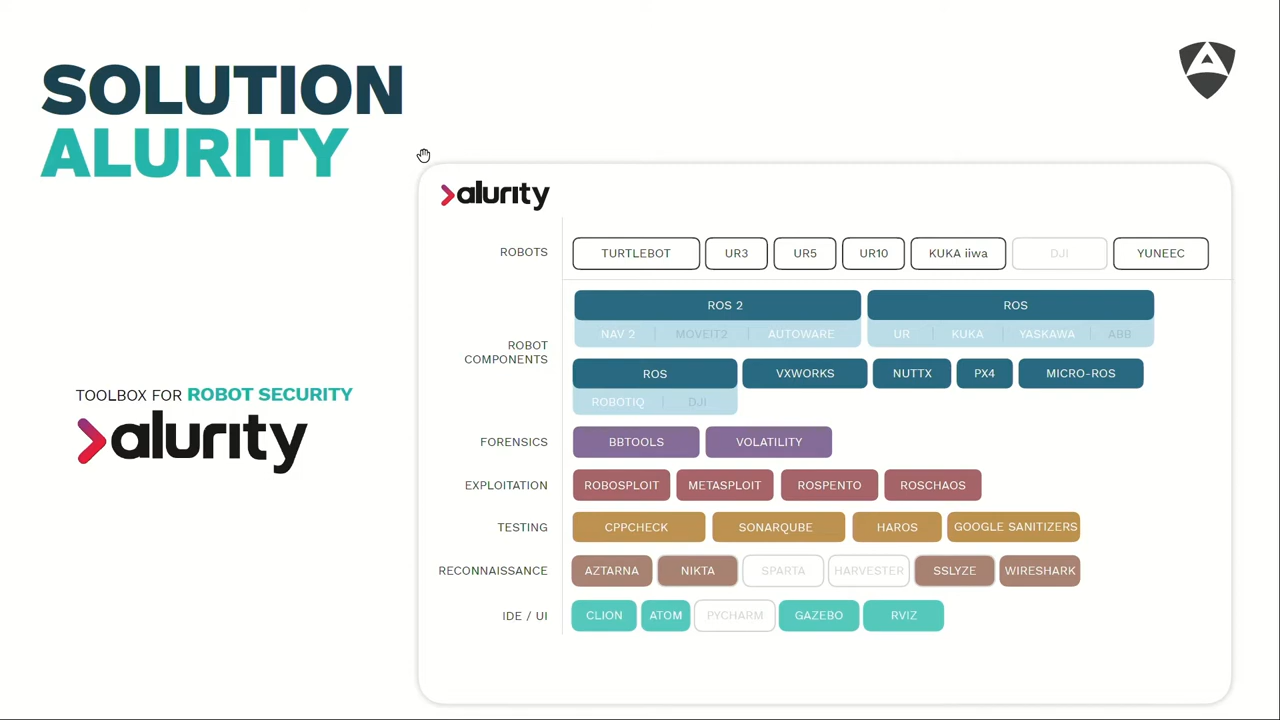 SOLUTION
ALURITY
TOOLBOX FOR ROBOT SECURITY
alurity
alurity
ROBOTS TURTLEBOT UR3 UR5 UR10 KUKA iiwa DJI YUNEEC
ROBOT COMPONENTS
ROS 2 ROS
NAV 2 | MOVEIT2 | AUTOWARE UR | KUKA | YASKAWA | ABB
ROS VXWORKS NUTTX PX4 MICRO-ROS
ROBOTIQ | DJI
FORENSICS BBTOOLS VOLATILITY
EXPLOITATION ROBOSPLOIT METASPLOIT ROSPENTO ROSCHAOS
TESTING CPPCHECK SONARQUBE HAROS GOOGLE SANITIZERS
RECONNAISSANCE AZTARNA NIKTA SPARTA HARVESTER SSLYZE WIRESHARK
IDE / UI CLION ATOM PYCHARM GAZEBO RVIZ